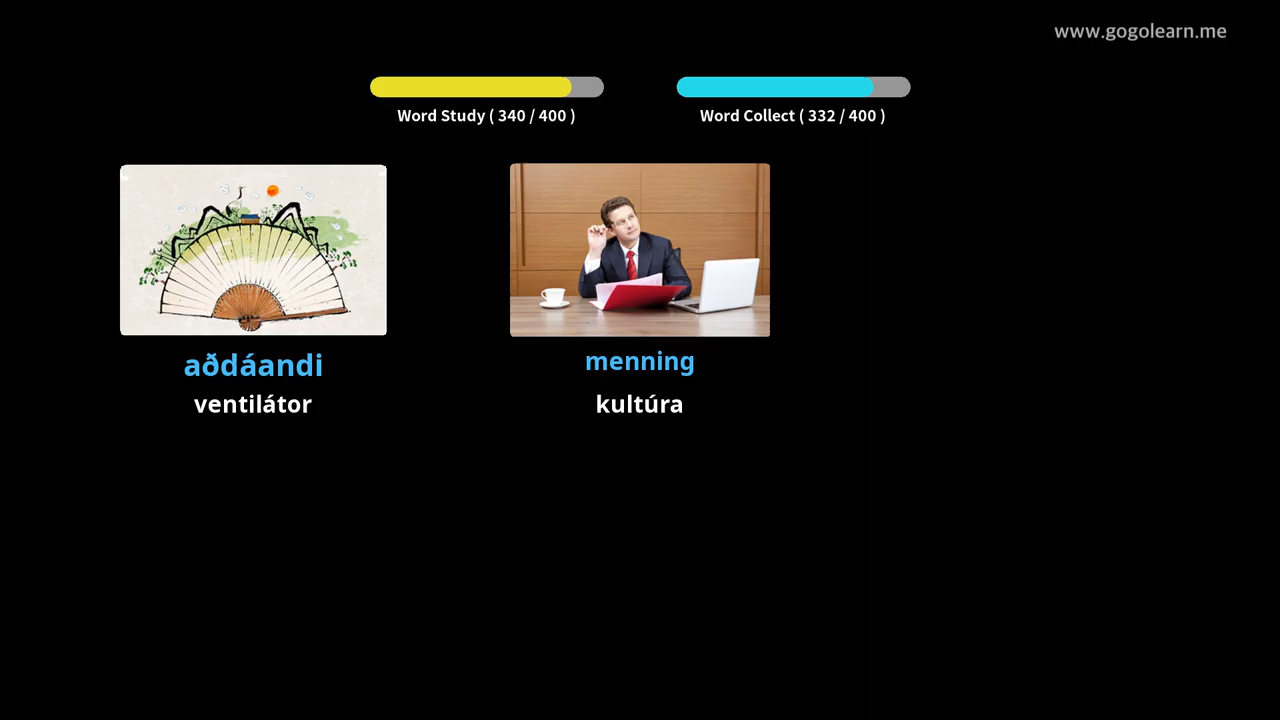 www.gogolearn.me
Word Study ( 340 / 400 )
Word Collect ( 332 / 400 )
aðdáandi
menning
ventilátor
kultúra